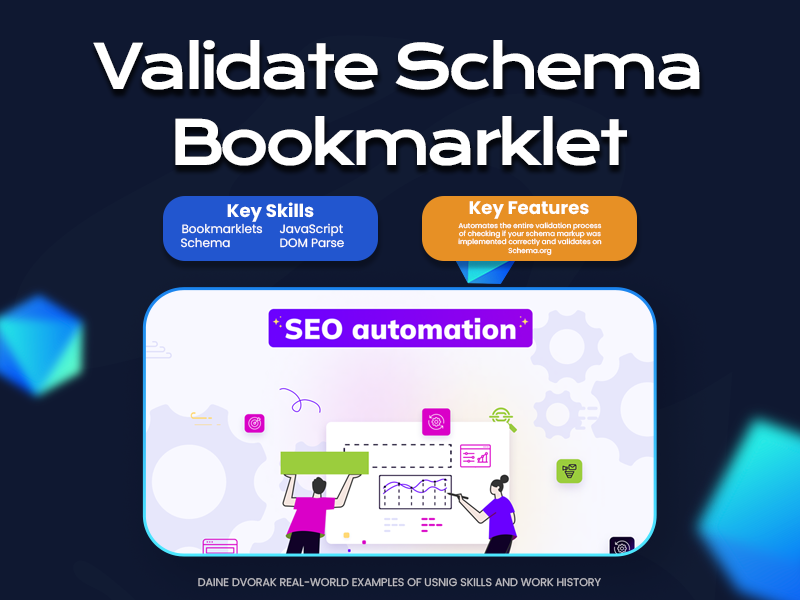 Validate Schema
Bookmarklet
Key Skills
Bookmarklets JavaScript
Schema DOM Parse
Key Features
Automates the entire validation process
of checking if your schema markup was
implemented correctly and validates on
Schema.org
SEO automation
DAINE DVORAK REAL-WORLD EXAMPLES OF USNIG SKILLS AND WORK HISTORY